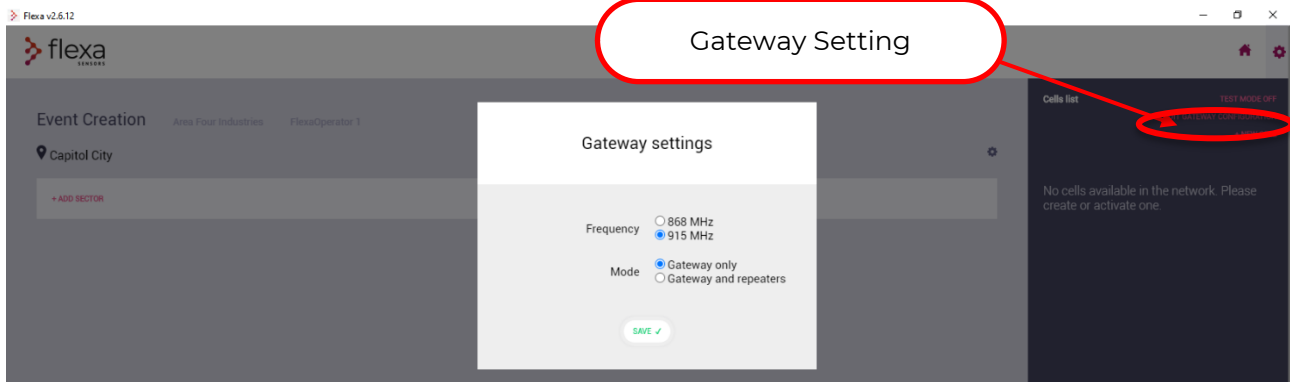 Flexa v2.6.12
flexa
SENSORS
Gateway Setting
Event Creation Area Four Industries FlexaOperator 1
Capitol City
+ ADD SECTOR
Gateway settings
Frequency
868 MHz
915 MHz
Mode
Gateway only
Gateway and repeaters
SAVE ✓
Cells list
TEST MODE OFF
GATEWAY
No cells available in the network. Please
create or activate one.